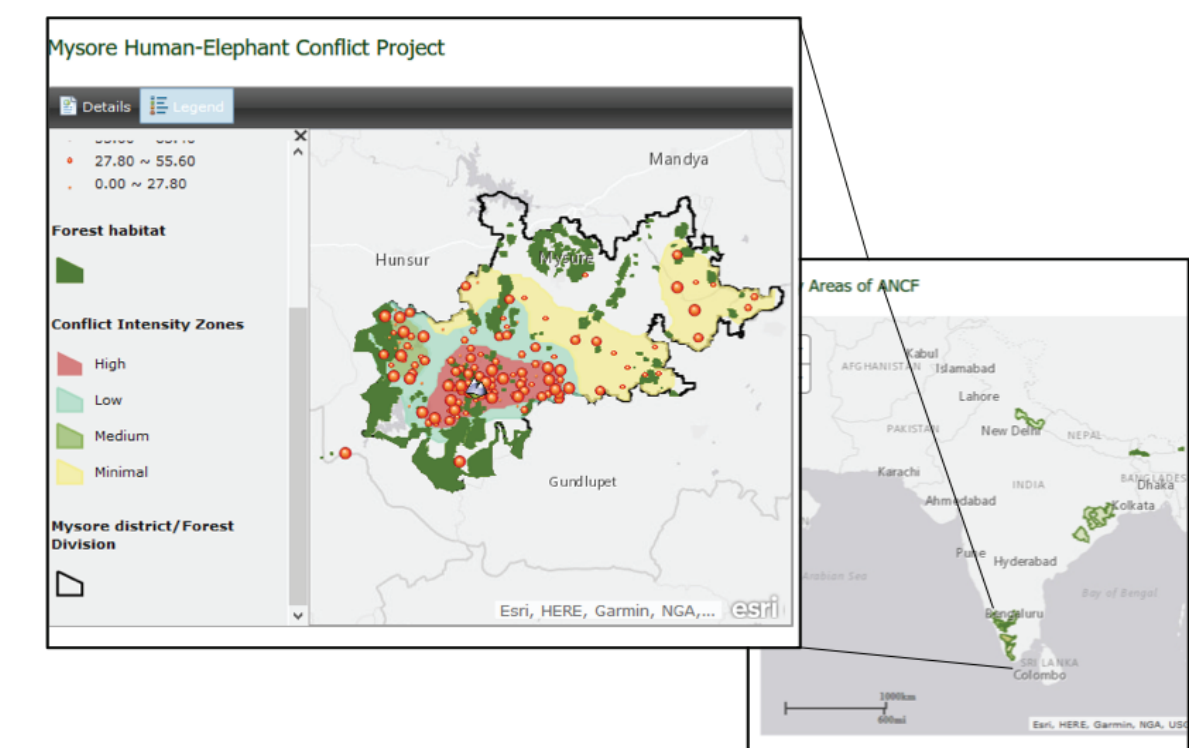 Mysore Human-Elephant Conflict Project
Details
Legend
27.80 ~ 55.60
0.00 ~ 27.80
Forest habitat
Conflict Intensity Zones
High
Low
Medium
Minimal
Mysore district/Forest
Division
Mandya
Hunsur
Mysuru
Gundlupet
Esri, HERE, Garmin, NGA,...
esri
Areas of ANCF
Kabul
AFGHANISTAN
Islamabad
Lahore
PAKISTAN
New Delhi
NEPAL
Karachi
INDIA
BANGLADES
Dhaka
Ahmedabad
Kolkata
Pune
Hyderabad
Arabian Sea
Bay of Bengal
Bengaluru
SRI LANKA
Colombo
1000km
600mi
Esri, HERE, Garmin, NGA, USG